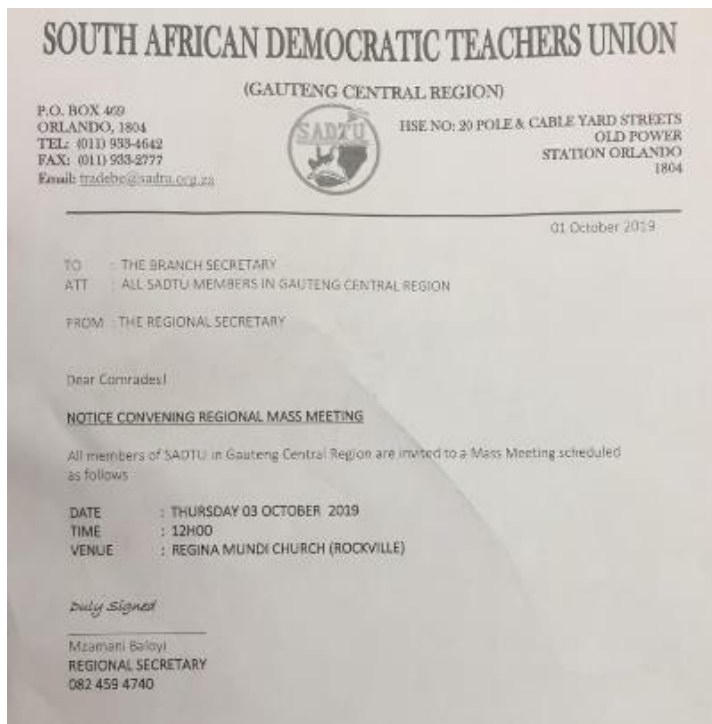 SOUTH AFRICAN DEMOCRATIC TEACHERS UNION
(GAUTENG CENTRAL REGION)
P.O. BOX 469
ORLANDO, 1804
TEL: (011) 933-4642
FAX: (011) 933-2777
Email: tradebe@sadtu.org.za
SADTU
HSE NO: 20 POLE & CABLE YARD STREETS
OLD POWER
STATION ORLANDO
1804
01 October 2019
TO : THE BRANCH SECRETARY
ATT : ALL SADTU MEMBERS IN GAUTENG CENTRAL REGION
FROM : THE REGIONAL SECRETARY
Dear Comrades!
NOTICE CONVENING REGIONAL MASS MEETING
All members of SADTU in Gauteng Central Region are invited to a Mass Meeting scheduled
as follows
DATE : THURSDAY 03 OCTOBER 2019
TIME : 12H00
VENUE : REGINA MUNDI CHURCH (ROCKVILLE)
Duly Signed
Mzamani Baloyi
REGIONAL SECRETARY
082 459 4740